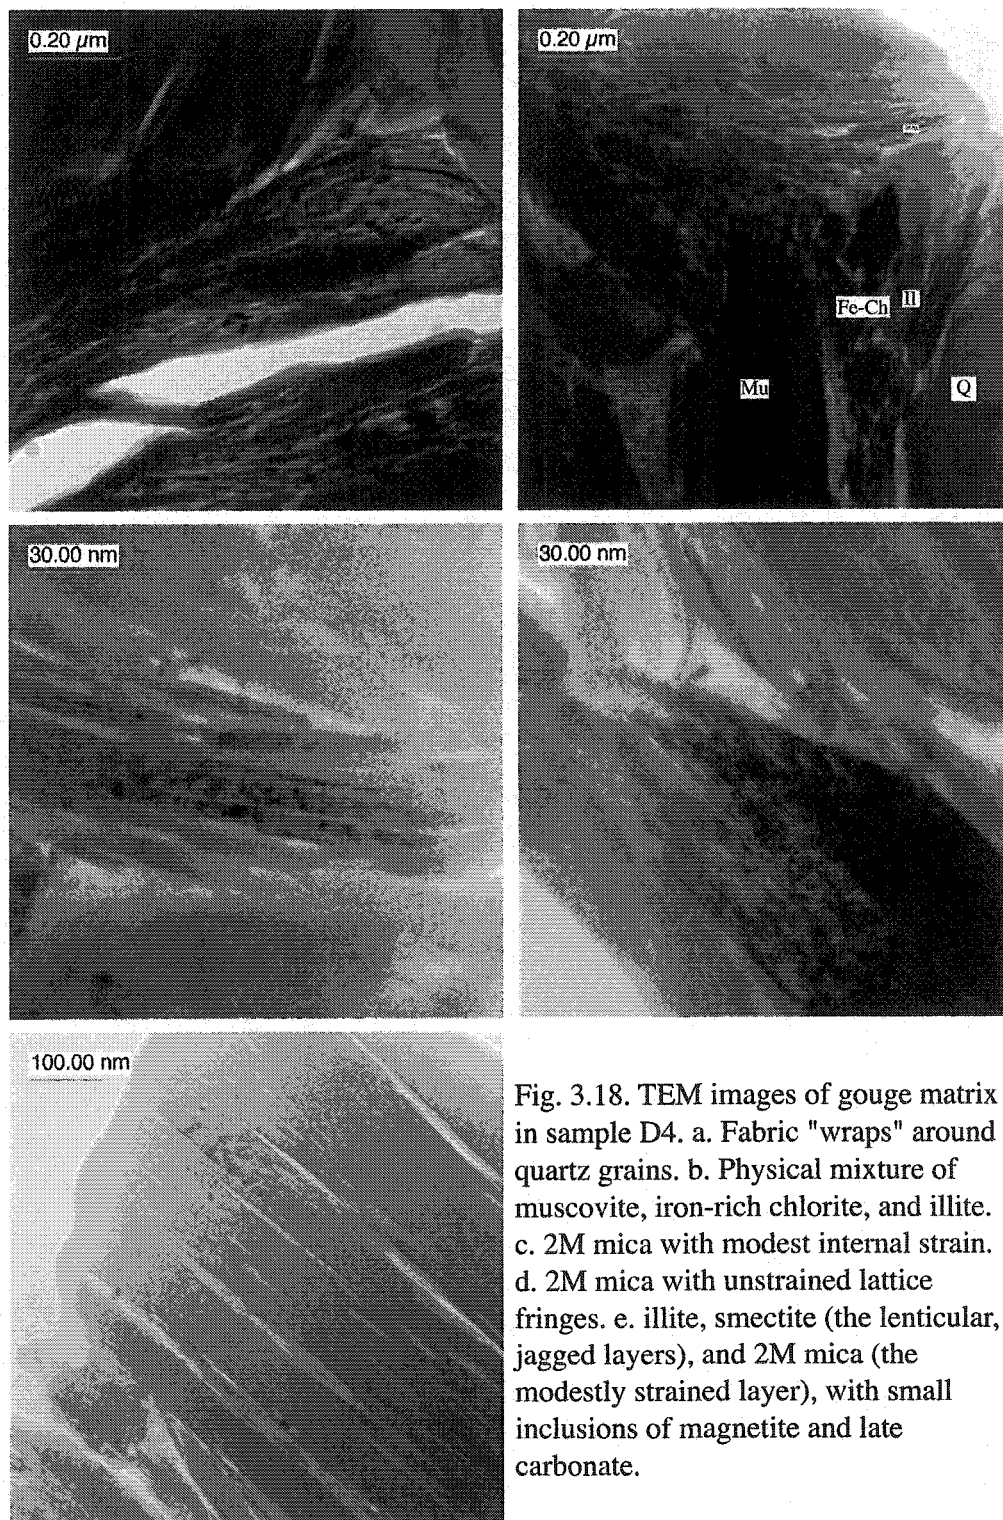 0.20 µm
0.20 µm
Fe-Ch
Il
Mu
Q
30.00 nm
30.00 nm
100.00 nm
Fig. 3.18. TEM images of gouge matrix
in sample D4. a. Fabric "wraps" around
quartz grains. b. Physical mixture of
muscovite, iron-rich chlorite, and illite.
c. 2M mica with modest internal strain.
d. 2M mica with unstrained lattice
fringes. e. illite, smectite (the lenticular,
jagged layers), and 2M mica (the
modestly strained layer), with small
inclusions of magnetite and late
carbonate.